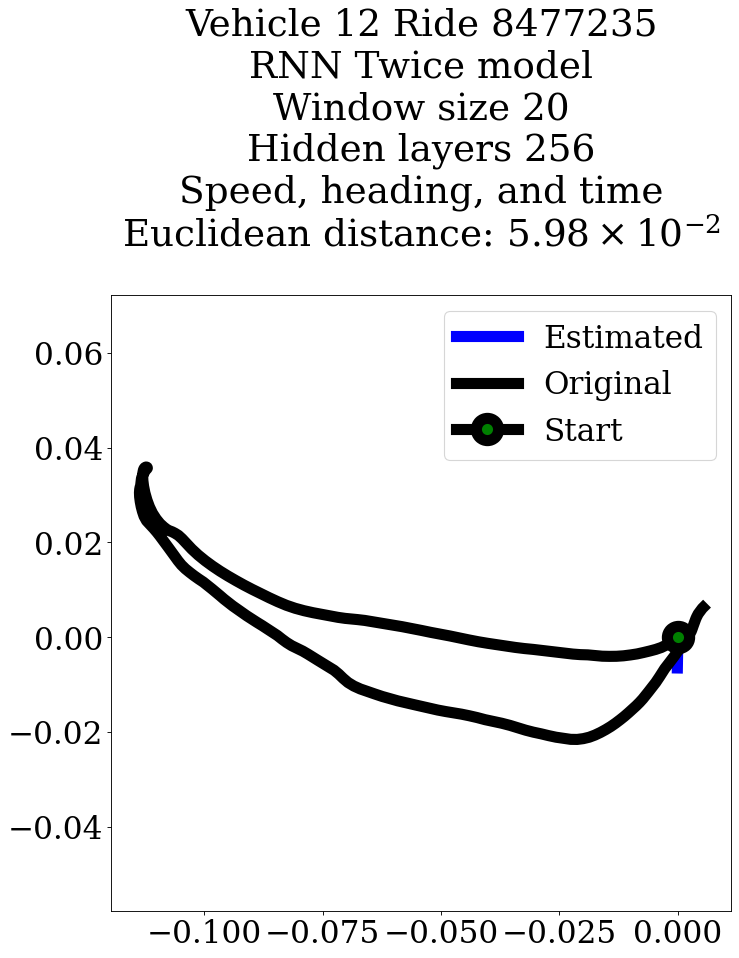 Vehicle 12 Ride 8477235
RNN Twice model
Window size 20
Hidden layers 256
Speed, heading, and time
Euclidean distance: 5.98 × 10⁻²
Estimated
Original
Start
0.06
0.04
0.02
0.00
−0.02
−0.04
−0.100 −0.075 −0.050 −0.025 0.000